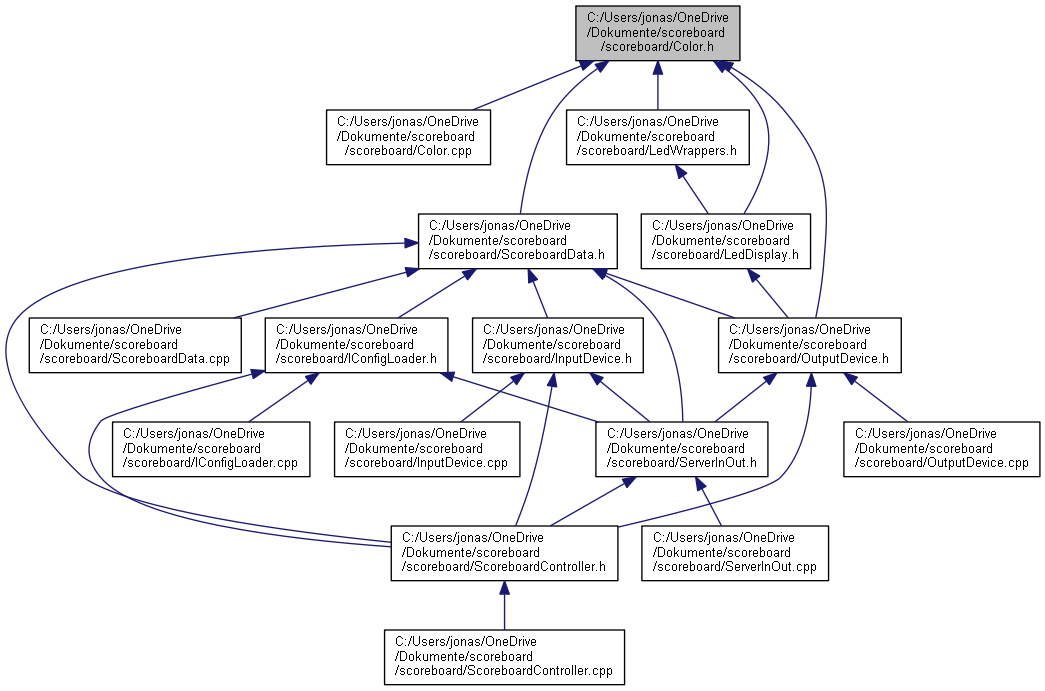 C:/Users/jonas/OneDrive
/Dokumente/scoreboard
/scoreboard/Color.h
C:/Users/jonas/OneDrive
/Dokumente/scoreboard
/scoreboard/Color.cpp
C:/Users/jonas/OneDrive
/Dokumente/scoreboard
/scoreboard/LedWrappers.h
C:/Users/jonas/OneDrive
/Dokumente/scoreboard
/scoreboard/ScoreboardData.h
C:/Users/jonas/OneDrive
/Dokumente/scoreboard
/scoreboard/LedDisplay.h
C:/Users/jonas/OneDrive
/Dokumente/scoreboard
/scoreboard/ScoreboardData.cpp
C:/Users/jonas/OneDrive
/Dokumente/scoreboard
/scoreboard/IConfigLoader.h
C:/Users/jonas/OneDrive
/Dokumente/scoreboard
/scoreboard/InputDevice.h
C:/Users/jonas/OneDrive
/Dokumente/scoreboard
/scoreboard/OutputDevice.h
C:/Users/jonas/OneDrive
/Dokumente/scoreboard
/scoreboard/IConfigLoader.cpp
C:/Users/jonas/OneDrive
/Dokumente/scoreboard
/scoreboard/InputDevice.cpp
C:/Users/jonas/OneDrive
/Dokumente/scoreboard
/scoreboard/ServerInOut.h
C:/Users/jonas/OneDrive
/Dokumente/scoreboard
/scoreboard/OutputDevice.cpp
C:/Users/jonas/OneDrive
/Dokumente/scoreboard
/scoreboard/ScoreboardController.h
C:/Users/jonas/OneDrive
/Dokumente/scoreboard
/scoreboard/ServerInOut.cpp
C:/Users/jonas/OneDrive
/Dokumente/scoreboard
/scoreboard/ScoreboardController.cpp